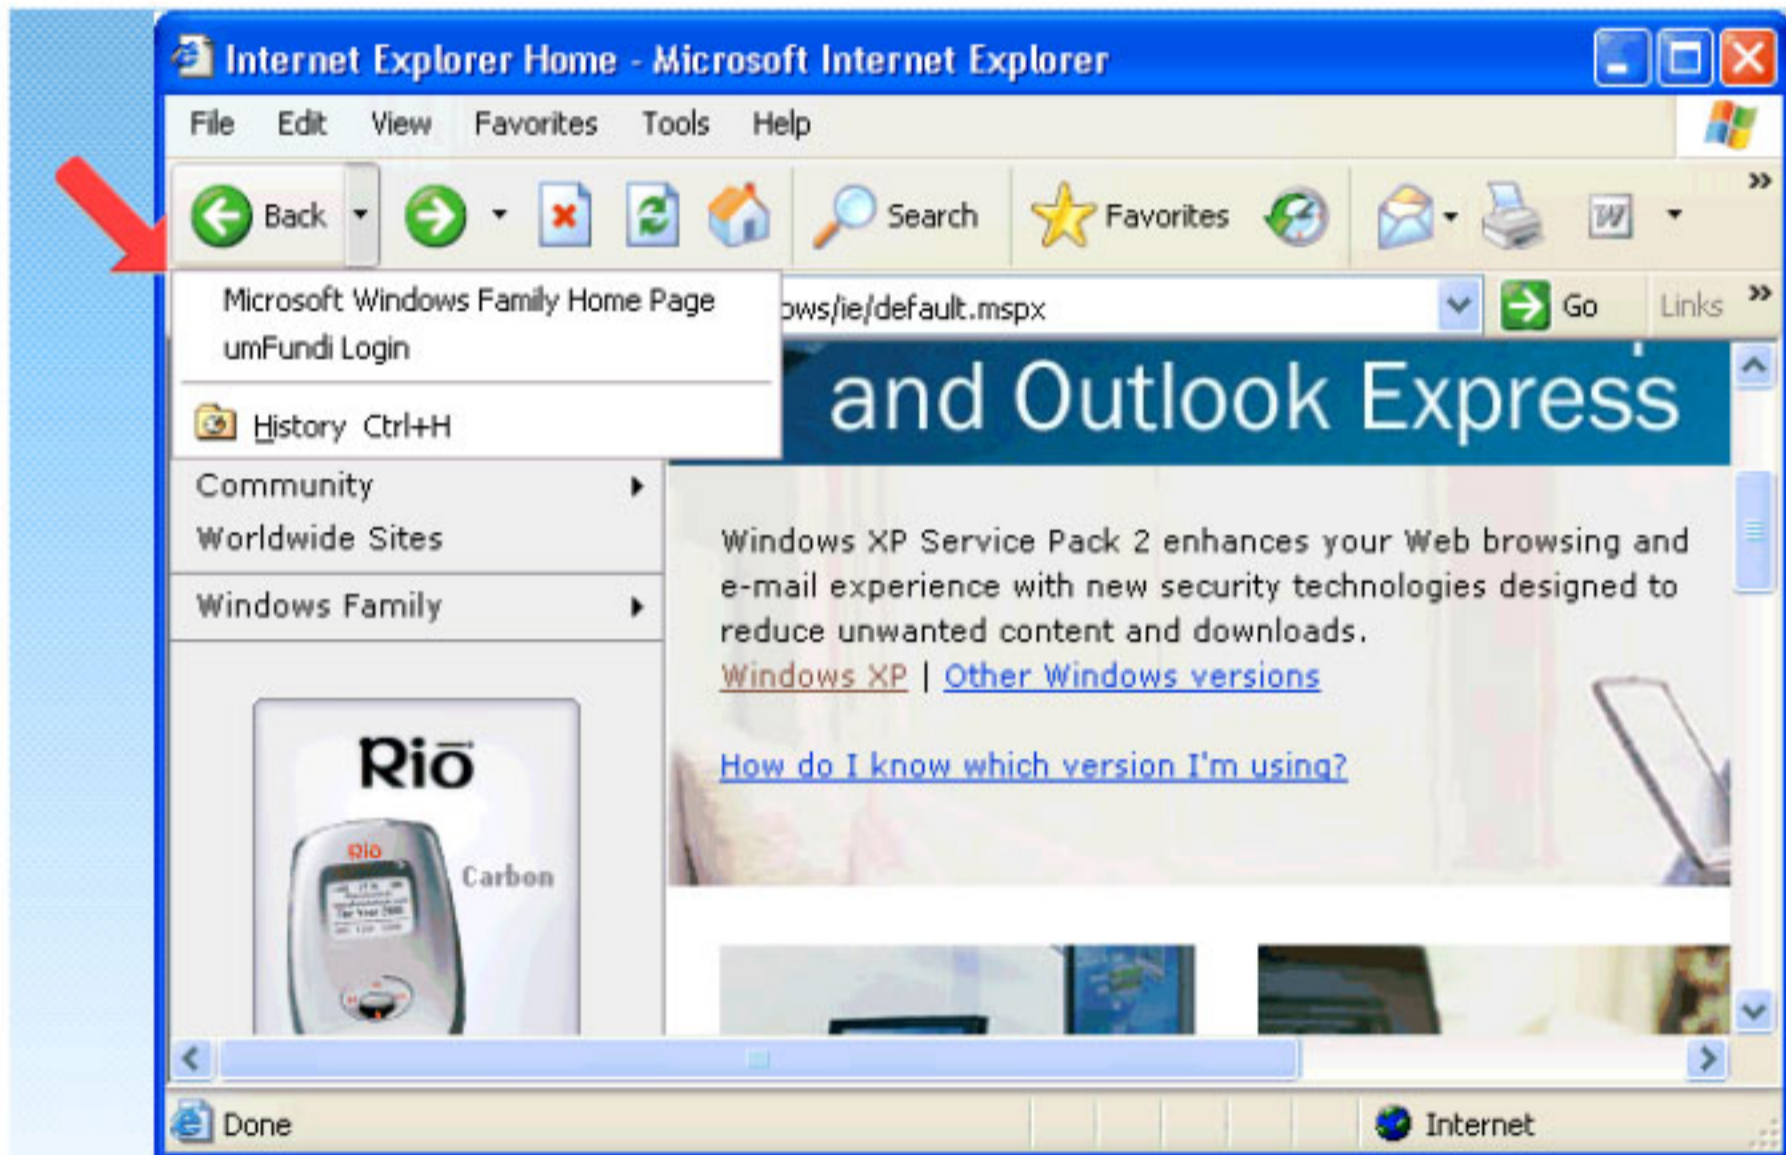 Internet Explorer Home - Microsoft Internet Explorer
File Edit View Favorites Tools Help
Back Search Favorites W »
Microsoft Windows Family Home Page
ows/ie/default.mspx Go Links »
umFundi Login
History Ctrl+H
and Outlook Express
Community
Worldwide Sites
Windows Family
Windows XP Service Pack 2 enhances your Web browsing and
e-mail experience with new security technologies designed to
reduce unwanted content and downloads.
Windows XP | Other Windows versions
How do I know which version I'm using?
Rio
Rio
Carbon
Done Internet